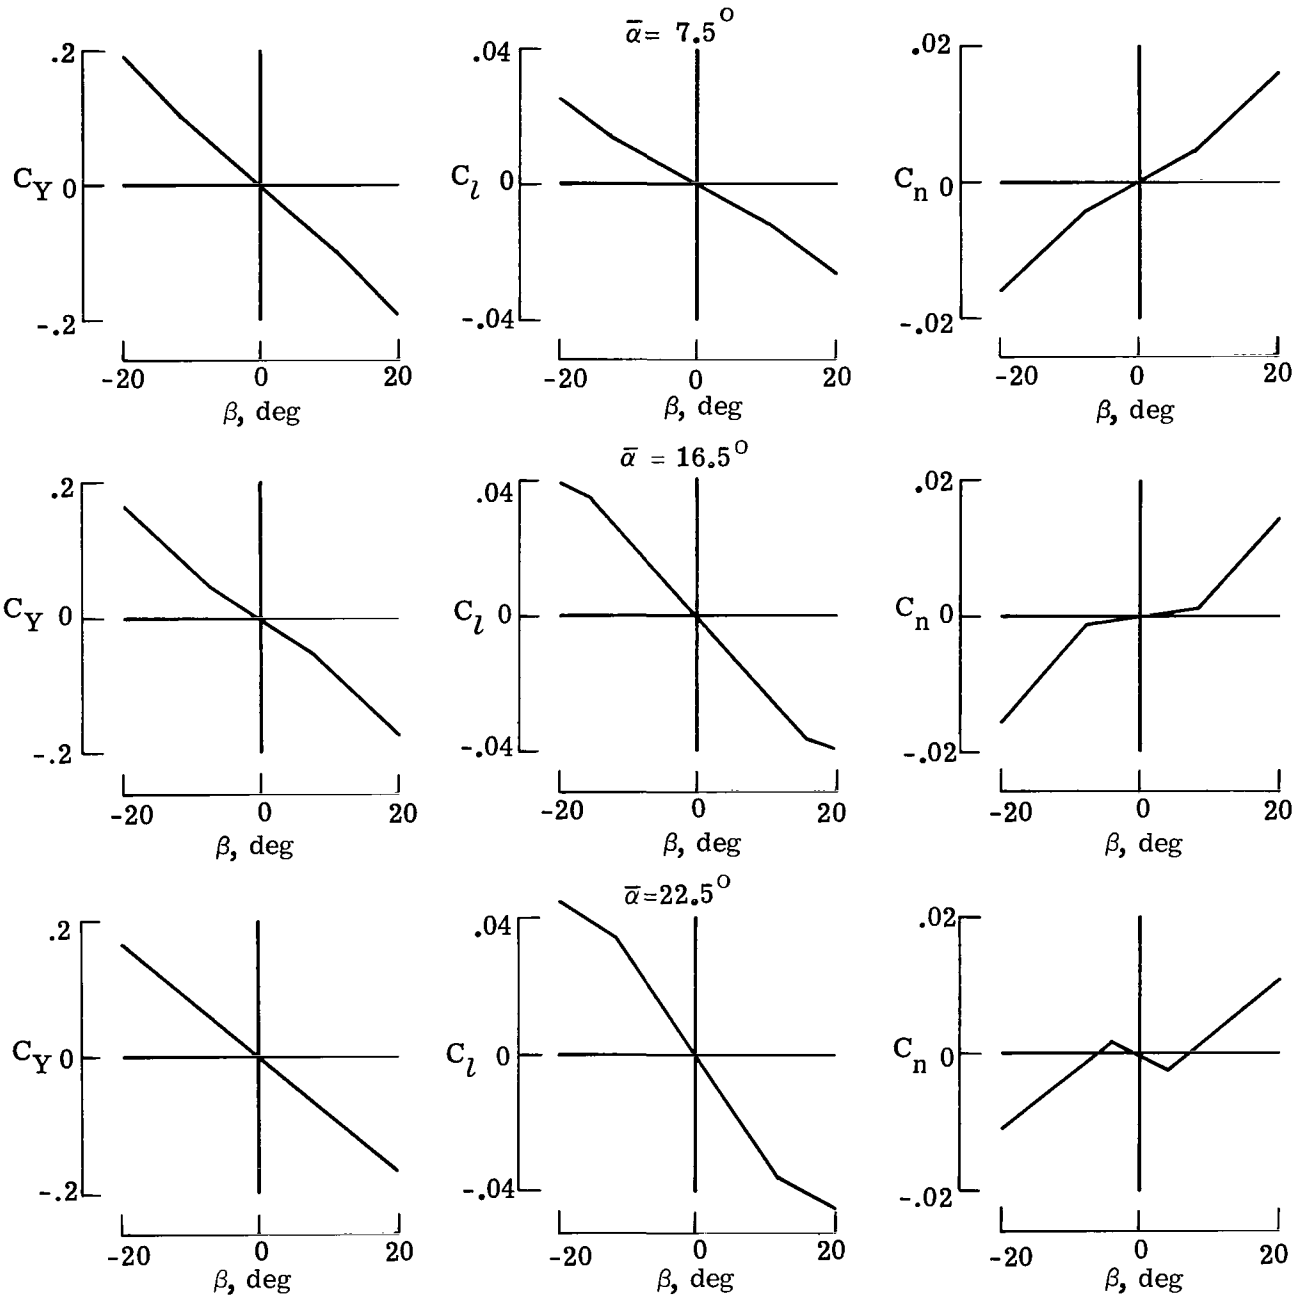 ᾱ = 7.5°
.2 .04 .02
C_Y 0 C_l 0 C_n 0
-.2 -.04 -.02
-20 0 20 -20 0 20 -20 0 20
β, deg β, deg β, deg
ᾱ = 16.5°
.2 .04 .02
C_Y 0 C_l 0 C_n 0
-.2 -.04 -.02
-20 0 20 -20 0 20 -20 0 20
β, deg β, deg β, deg
ᾱ=22.5°
.2 .04 .02
C_Y 0 C_l 0 C_n 0
-.2 -.04 -.02
-20 0 20 -20 0 20 -20 0 20
β, deg β, deg β, deg